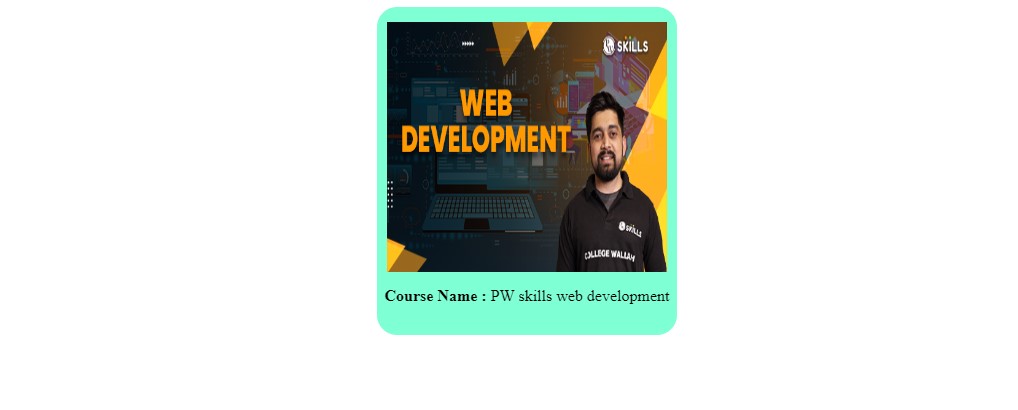 SKILLS
WEB
DEVELOPMENT
SKILLS
COLLEGE WALLAH
Course Name : PW skills web development